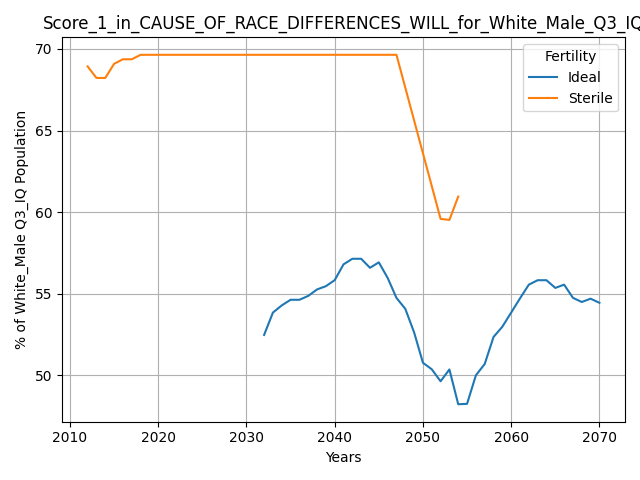 Score_1_in_CAUSE_OF_RACE_DIFFERENCES_WILL_for_White_Male_Q3_IQ
% of White_Male Q3_IQ Population
70
65
60
55
50
Fertility
Ideal
Sterile
2010 2020 2030 2040 2050 2060 2070
Years